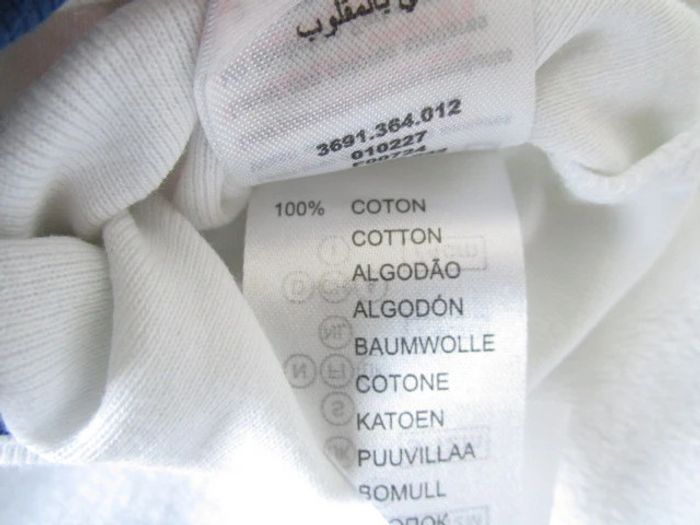 بالمقلوب
3691.364.012
010227
100% COTON
COTTON
ALGODÃO
ALGODÓN
BAUMWOLLE
COTONE
KATOEN
PUUVILLAA
BOMULL